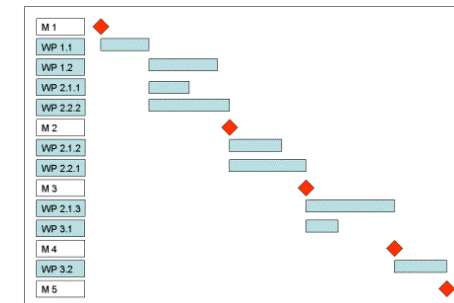 M 1
WP 1.1
WP 1.2
WP 2.1.1
WP 2.2.2
M 2
WP 2.1.2
WP 2.2.1
M 3
WP 2.1.3
WP 3.1
M 4
WP 3.2
M 5